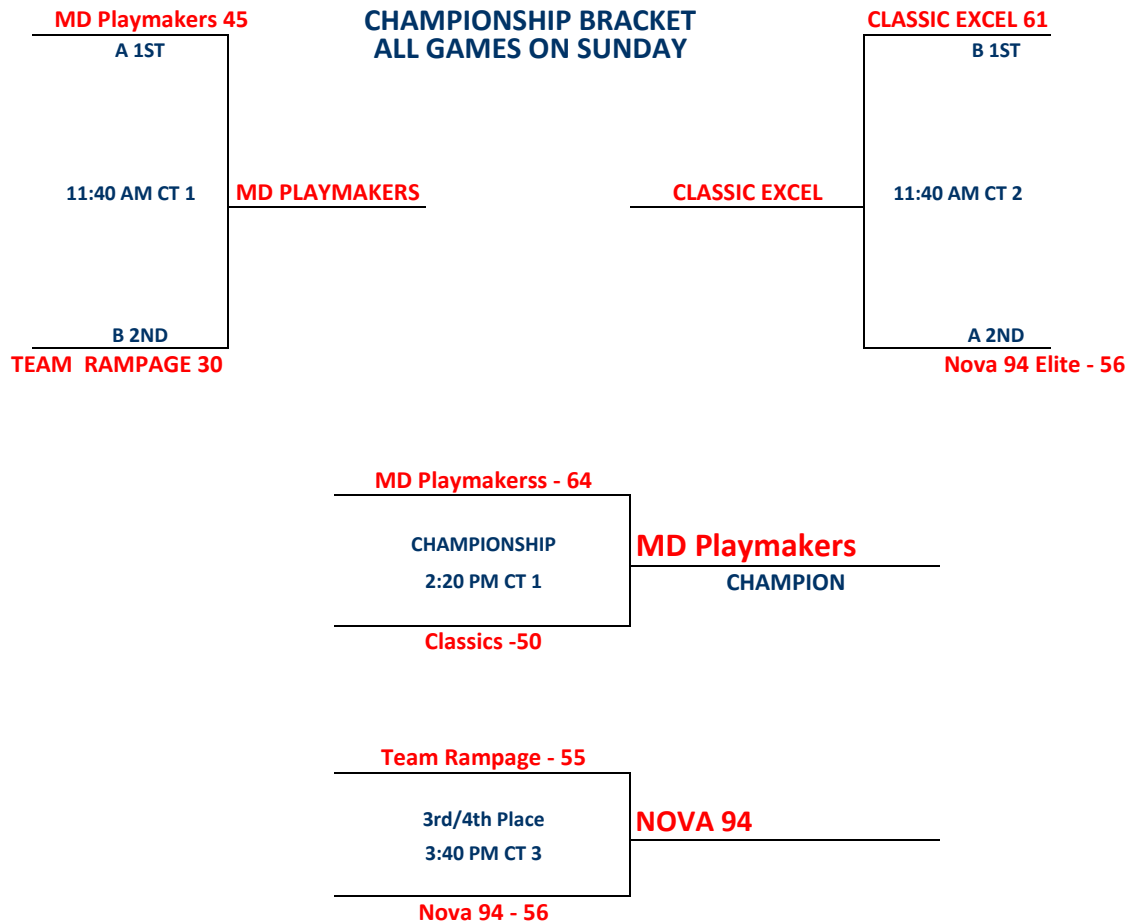 MD Playmakers 45
CHAMPIONSHIP BRACKET
ALL GAMES ON SUNDAY
CLASSIC EXCEL 61
A 1ST
B 1ST
11:40 AM CT 1
MD PLAYMAKERS
CLASSIC EXCEL
11:40 AM CT 2
B 2ND
A 2ND
TEAM  RAMPAGE 30
Nova 94 Elite - 56
MD Playmakerss - 64
CHAMPIONSHIP
MD Playmakers
2:20 PM CT 1
CHAMPION
Classics -50
Team Rampage - 55
3rd/4th Place
NOVA 94
3:40 PM CT 3
Nova 94 - 56